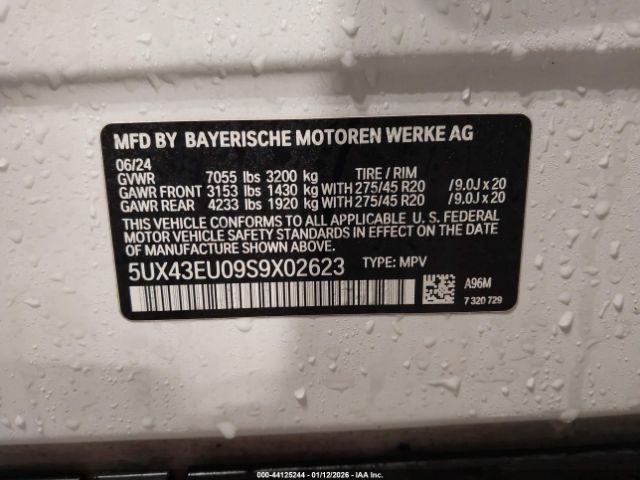 MFD BY BAYERISCHE MOTOREN WERKE AG
06/24
GVWR 7055 lbs 3200 kg TIRE / RIM
GAWR FRONT 3153 lbs 1430 kg WITH 275/45 R20 / 9.0J x 20
GAWR REAR 4233 lbs 1920 kg WITH 275/45 R20 / 9.0J x 20
THIS VEHICLE CONFORMS TO ALL APPLICABLE U. S. FEDERAL
MOTOR VEHICLE SAFETY STANDARDS IN EFFECT ON THE DATE
OF MANUFACTURE SHOWN ABOVE.
5UX43EU09S9X02623 TYPE: MPV
A96M
7 320 729
000-44125244 | 01/12/2026 | IAA Inc.